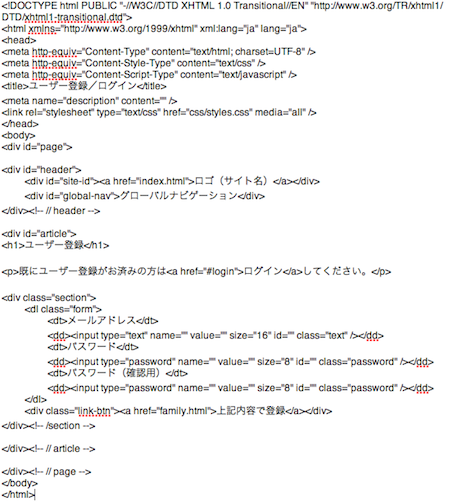 <!DOCTYPE html PUBLIC "-//W3C//DTD XHTML 1.0 Transitional//EN" "http://www.w3.org/TR/xhtml1/
DTD/xhtml1-transitional.dtd">
<html xmlns="http://www.w3.org/1999/xhtml" xml:lang="ja" lang="ja">
<head>
<meta http-equiv="Content-Type" content="text/html; charset=UTF-8" />
<meta http-equiv="Content-Style-Type" content="text/css" />
<meta http-equiv="Content-Script-Type" content="text/javascript" />
<title>ユーザー登録／ログイン</title>
<meta name="description" content="" />
<link rel="stylesheet" type="text/css" href="css/styles.css" media="all" />
</head>
<body>
<div id="page">
<div id="header">
<div id="site-id"><a href="index.html">ロゴ（サイト名）</a></div>
<div id="global-nav">グローバルナビゲーション</div>
</div><!-- // header -->
<div id="article">
<h1>ユーザー登録</h1>
<p>既にユーザー登録がお済みの方は<a href="#login">ログイン</a>してください。</p>
<div class="section">
<dl class="form">
<dt>メールアドレス</dt>
<dd><input type="text" name="" value="" size="16" id="" class="text" /></dd>
<dt>パスワード</dt>
<dd><input type="password" name="" value="" size="8" id="" class="password" /></dd>
<dt>パスワード（確認用）</dt>
<dd><input type="password" name="" value="" size="8" id="" class="password" /></dd>
</dl>
<div class="link-btn"><a href="family.html">上記内容で登録</a></div>
</div><!-- /section -->
</div><!-- // article -->
</div><!-- // page -->
</body>
</html>